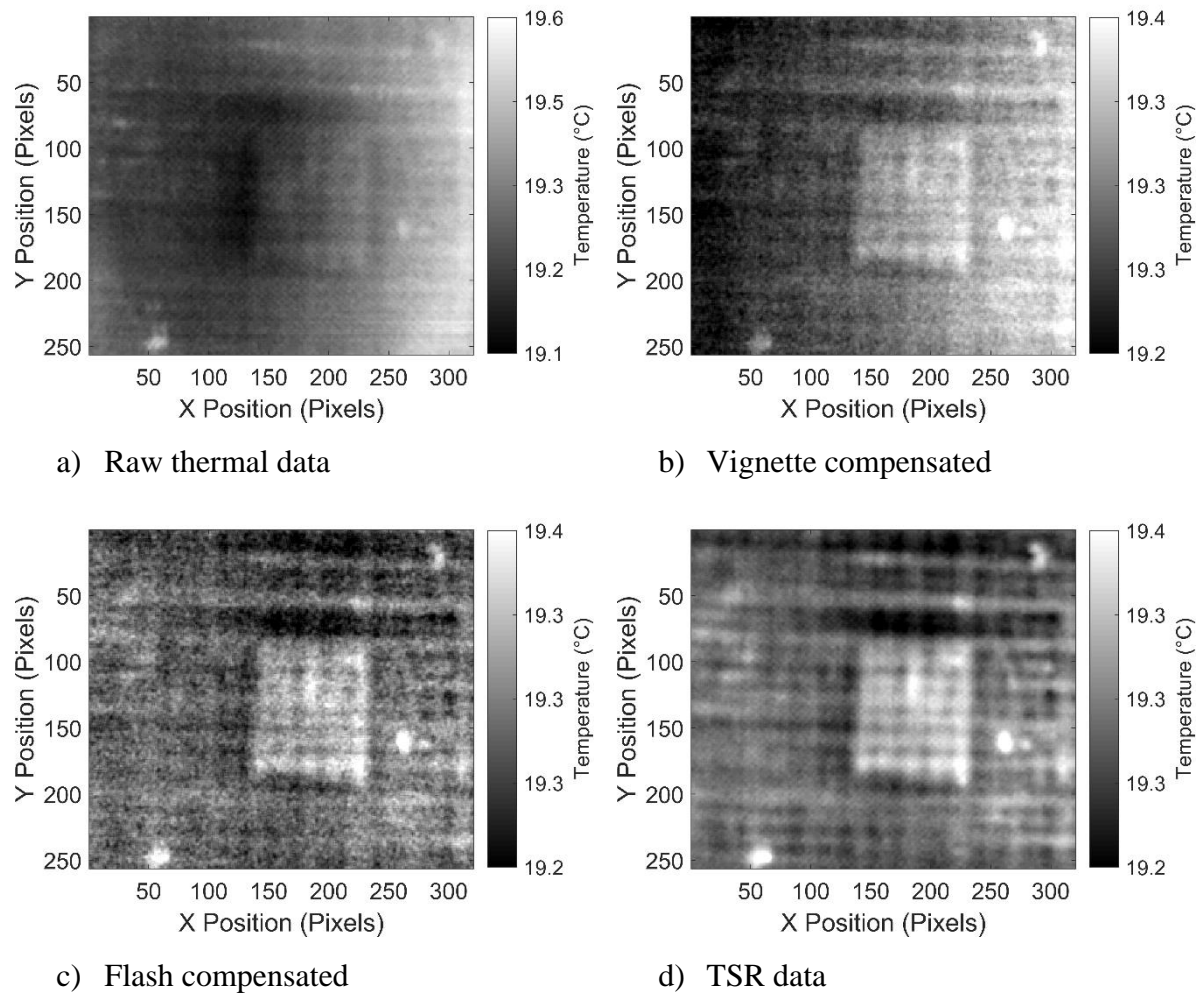 19.6
19.5
19.3
19.2
19.1
Temperature (°C)
50
100
150
200
250
Y Position (Pixels)
50 100 150 200 250 300
X Position (Pixels)
a) Raw thermal data
19.4
19.3
19.3
19.3
19.2
Temperature (°C)
50
100
150
200
250
Y Position (Pixels)
50 100 150 200 250 300
X Position (Pixels)
b) Vignette compensated
19.4
19.3
19.3
19.3
19.2
Temperature (°C)
50
100
150
200
250
Y Position (Pixels)
50 100 150 200 250 300
X Position (Pixels)
c) Flash compensated
19.4
19.3
19.3
19.3
19.2
Temperature (°C)
50
100
150
200
250
Y Position (Pixels)
50 100 150 200 250 300
X Position (Pixels)
d) TSR data